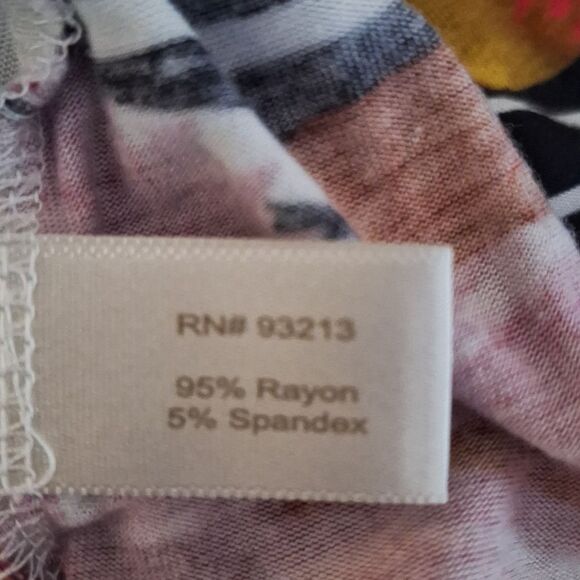 RN# 93213
95% Rayon
5% Spandex